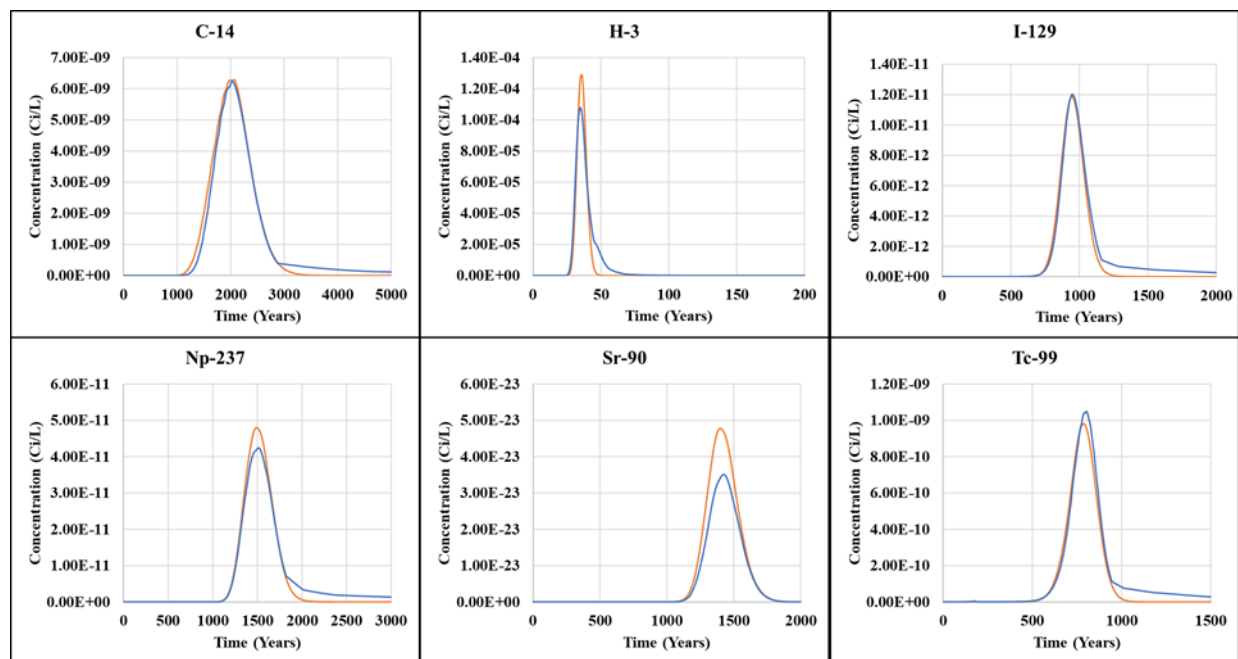 C-14
Concentration (Ci/L)
7.00E-09
6.00E-09
5.00E-09
4.00E-09
3.00E-09
2.00E-09
1.00E-09
0.00E+00
0 1000 2000 3000 4000 5000
Time (Years)
H-3
Concentration (Ci/L)
1.40E-04
1.20E-04
1.00E-04
8.00E-05
6.00E-05
4.00E-05
2.00E-05
0.00E+00
0 50 100 150 200
Time (Years)
I-129
Concentration (Ci/L)
1.40E-11
1.20E-11
1.00E-11
8.00E-12
6.00E-12
4.00E-12
2.00E-12
0.00E+00
0 500 1000 1500 2000
Time (Years)
Np-237
Concentration (Ci/L)
6.00E-11
5.00E-11
4.00E-11
3.00E-11
2.00E-11
1.00E-11
0.00E+00
0 500 1000 1500 2000 2500 3000
Time (Years)
Sr-90
Concentration (Ci/L)
6.00E-23
5.00E-23
4.00E-23
3.00E-23
2.00E-23
1.00E-23
0.00E+00
0 500 1000 1500 2000
Time (Years)
Tc-99
Concentration (Ci/L)
1.20E-09
1.00E-09
8.00E-10
6.00E-10
4.00E-10
2.00E-10
0.00E+00
0 500 1000 1500
Time (Years)